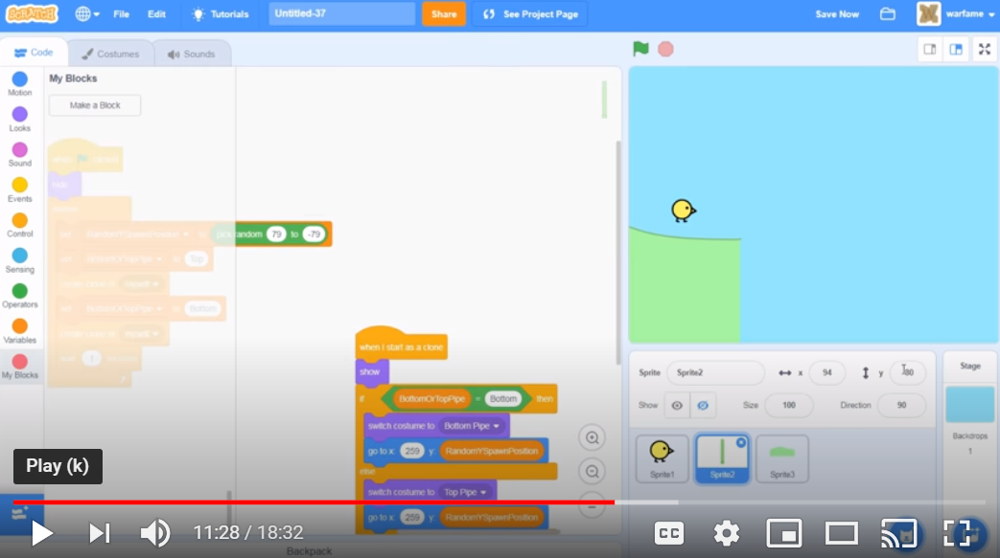 SCRATCH
File Edit Tutorials Untitled-37 Share See Project Page Save Now warfame
Code Costumes Sounds
My Blocks
Make a Block
Motion
Looks
Sound
Events
Control
Sensing
Operators
Variables
My Blocks
when clicked
hide
set RandomYSpawnPosition to pick random 79 to -79
set BottomOrTopPipe to Top
create clone of myself
set BottomOrTopPipe to Bottom
create clone of myself
wait 1 seconds
when I start as a clone
show
if BottomOrTopPipe = Bottom then
switch costume to Bottom Pipe
go to x: 259 y: RandomYSpawnPosition
else
switch costume to Top Pipe
go to x: 259 y: RandomYSpawnPosition
Sprite Sprite2 x 94 y -80
Show Size 100 Direction 90
Sprite1 Sprite2 Sprite3
Stage
Backdrops
1
Play (k)
11:28 / 18:32
CC
Backpack